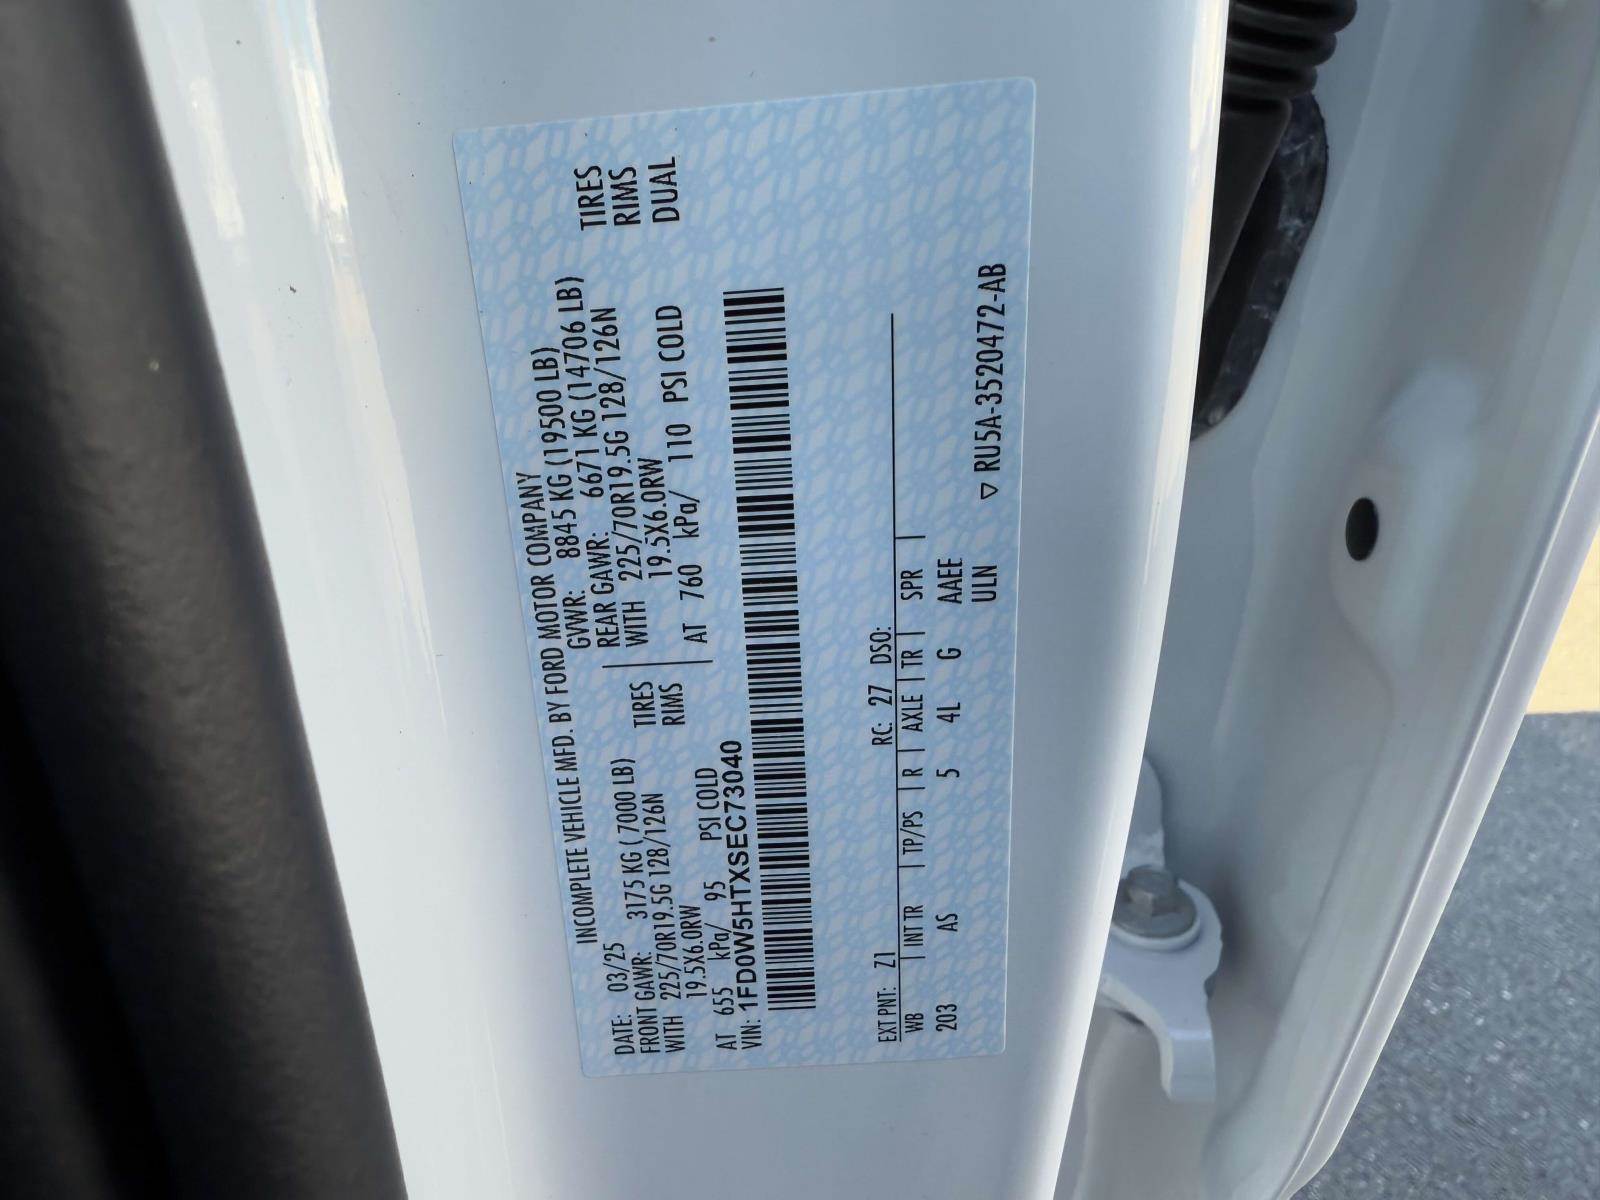 INCOMPLETE VEHICLE MFD. BY FORD MOTOR COMPANY
DATE: 03/25 GVWR: 8845 KG (19500 LB)
FRONT GAWR: 3175 KG (7000 LB) REAR GAWR: 6671 KG (14706 LB)
WITH 225/70R19.5G 128/126N TIRES WITH 225/70R19.5G 128/126N TIRES
19.5X6.0RW RIMS 19.5X6.0RW RIMS
AT 655 kPa/ 95 PSI COLD AT 760 kPa/ 110 PSI COLD DUAL
VIN: 1FD0W5HTXSEC73040
EXT PNT: Z1 RC: 27 DSO:
WB | INT TR | TP/PS | R | AXLE | TR | SPR |
203 AS 5 4L G AAEE
ULN ▽ RU5A-3520472-AB